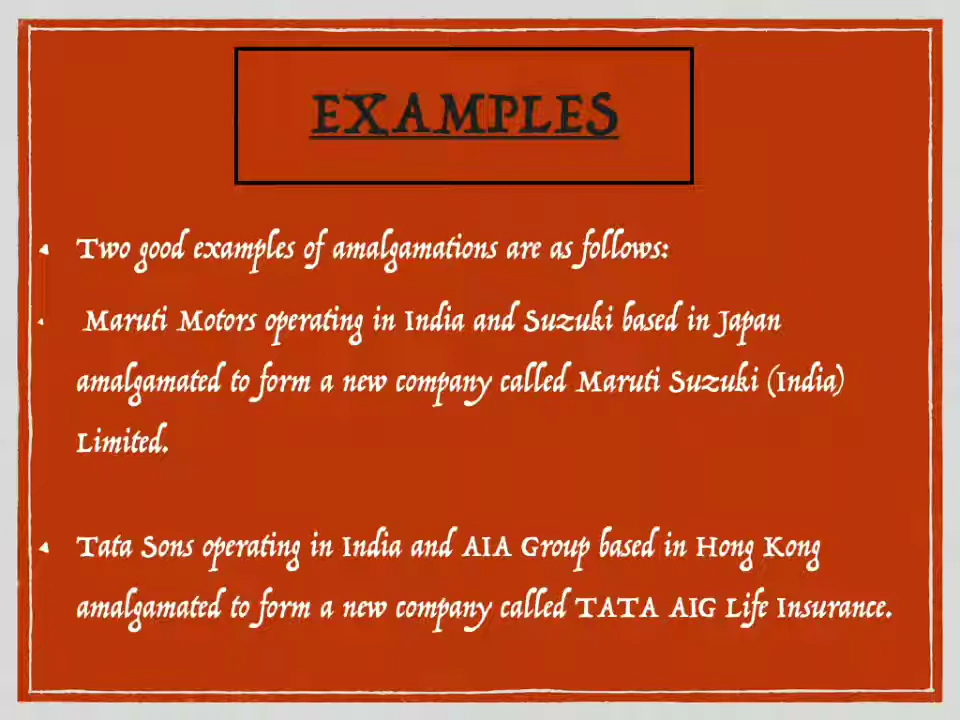 EXAMPLES
Two good examples of amalgamations are as follows:
Maruti Motors operating in India and Suzuki based in Japan
amalgamated to form a new company called Maruti Suzuki (India)
Limited.
Tata Sons operating in India and AIA Group based in Hong Kong
amalgamated to form a new company called TATA AIG Life Insurance.